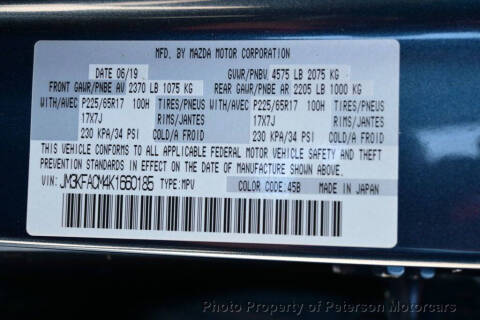 MFD. BY MAZDA MOTOR CORPORATION
DATE 06/19 GVWR/PNBV 4575 LB 2075 KG
FRONT GAWR/PNBE AV 2370 LB 1075 KG REAR GAWR/PNBE AR 2205 LB 1000 KG
WITH/AVEC P225/65R17 100H TIRES/PNEUS WITH/AVEC P225/65R17 100H TIRES/PNEUS
17X7J RIMS/JANTES 17X7J RIMS/JANTES
230 KPA/34 PSI COLD/A FROID 230 KPA/34 PSI COLD/A FROID
THIS VEHICLE CONFORMS TO ALL APPLICABLE FEDERAL MOTOR VEHICLE SAFETY AND THEFT
PREVENTION STANDARDS IN EFFECT ON THE DATE OF MANUFACTURE SHOWN ABOVE.
VIN: JM3KFACM4K1660185 TYPE:MPV COLOR CODE:45B MADE IN JAPAN
Photo Property of Peterson Motorcars